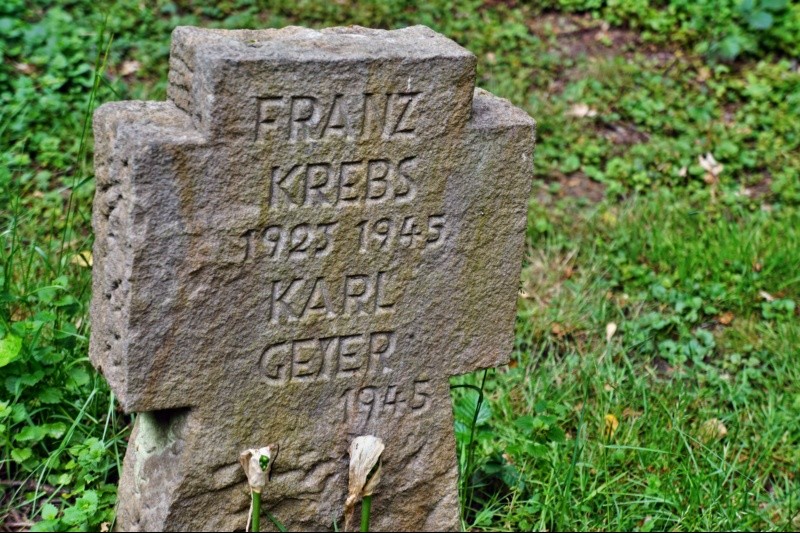 FRANZ
KREBS
1923 1945
KARL
GEYER
1945